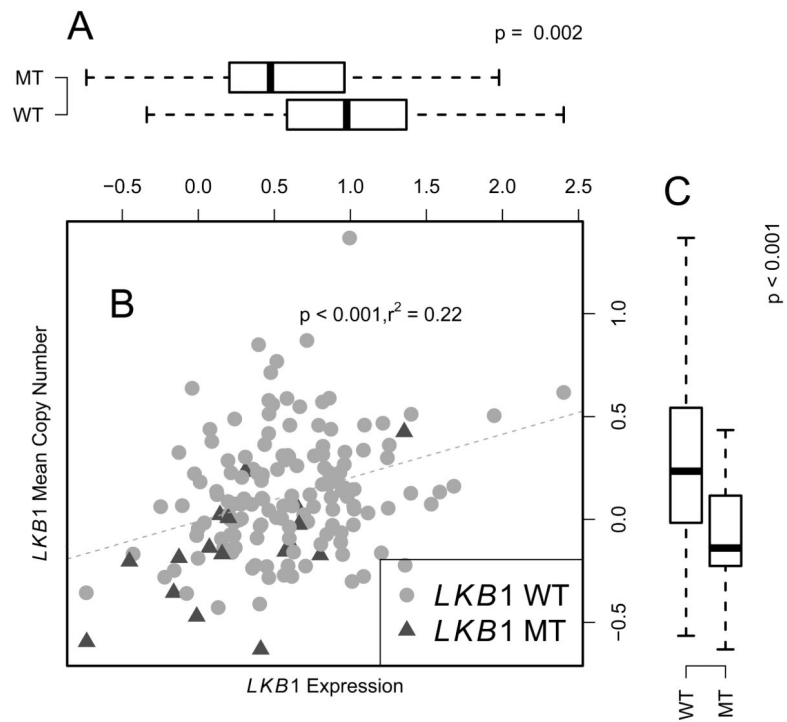 A
p = 0.002
MT
WT
−0.5 0.0 0.5 1.0 1.5 2.0 2.5
C
p < 0.001
B
p < 0.001,r² = 0.22
LKB1 Mean Copy Number
1.0
0.5
0.0
−0.5
LKB1 WT
LKB1 MT
LKB1 Expression
WT
MT